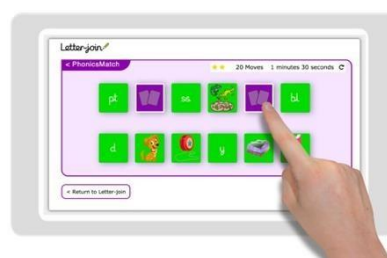 Letter-join
< PhonicsMatch
20 Moves 1 minutes 30 seconds
pt ss bl
d y
< Return to Letter-join